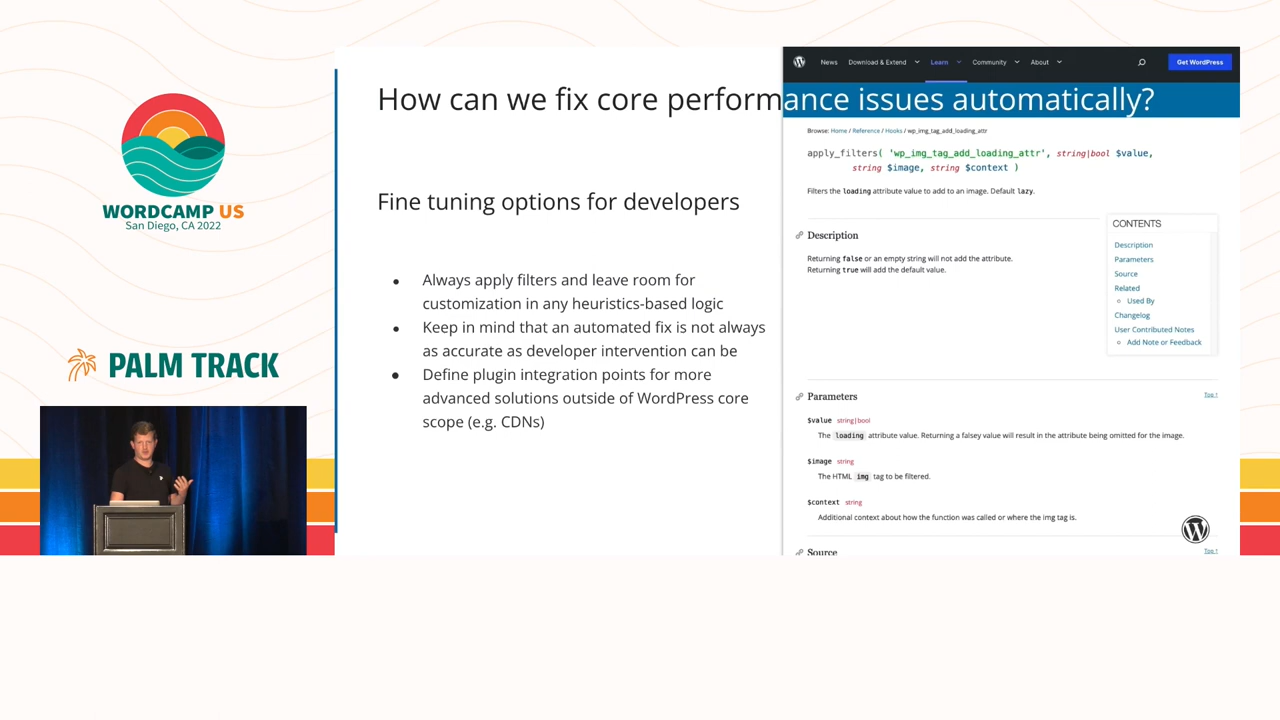 WORDCAMP US
San Diego, CA 2022
PALM TRACK
How can we fix core performance issues automatically?
Fine tuning options for developers
● Always apply filters and leave room for
customization in any heuristics-based logic
● Keep in mind that an automated fix is not always
as accurate as developer intervention can be
● Define plugin integration points for more
advanced solutions outside of WordPress core
scope (e.g. CDNs)
News Download & Extend Learn Community About Get WordPress
Browse: Home / Reference / Hooks / wp_img_tag_add_loading_attr
apply_filters( 'wp_img_tag_add_loading_attr', string|bool $value,
string $image, string $context )
Filters the loading attribute value to add to an image. Default lazy.
CONTENTS
Description
Parameters
Source
Related
Used By
Changelog
User Contributed Notes
Add Note or Feedback
Description
Returning false or an empty string will not add the attribute.
Returning true will add the default value.
Parameters Top ↑
$value string|bool
The loading attribute value. Returning a falsey value will result in the attribute being omitted for the image.
$image string
The HTML img tag to be filtered.
$context string
Additional context about how the function was called or where the img tag is.
Source Top ↑